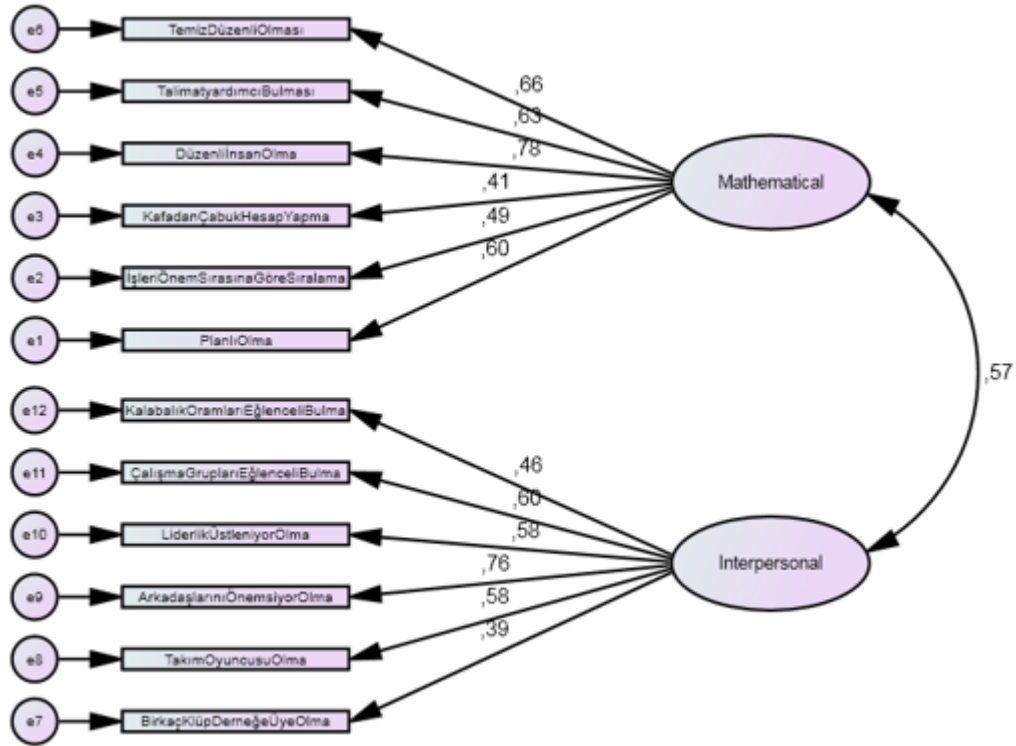 e6
TemizDüzenliOlması
,66
e5
TalimatyardımcıBulması
,63
e4
DüzenliİnsanOlma
,78
e3
KafadanÇabukHesapYapma
,41
e2
İşleriÖnemSırasınaGöreSıralama
,49
e1
PlanlıOlma
,60
Mathematical
,57
e12
KalabalıkOramlarıEğlenceliBulma
,46
e11
ÇalışmaGruplarıEğlenceliBulma
,60
e10
LiderlikÜstleniyorOlma
,58
e9
ArkadaşlarınıÖnemsiyorOlma
,76
e8
TakımOyuncusuOlma
,58
e7
BirkaçKlüpDerneğeÜyeOlma
,39
Interpersonal